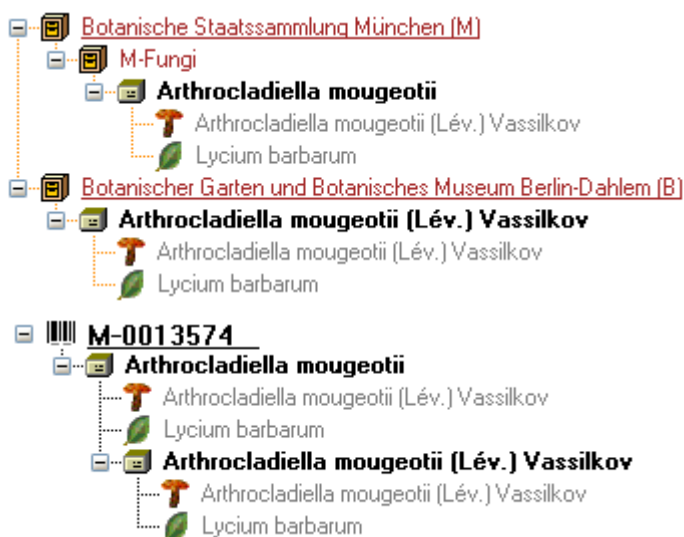 Botanische Staatssammlung München (M)
M-Fungi
Arthrocladiella mougeotii
Arthrocladiella mougeotii (Lév.) Vassilkov
Lycium barbarum
Botanischer Garten und Botanisches Museum Berlin-Dahlem (B)
Arthrocladiella mougeotii (Lév.) Vassilkov
Arthrocladiella mougeotii (Lév.) Vassilkov
Lycium barbarum
M-0013574
Arthrocladiella mougeotii
Arthrocladiella mougeotii (Lév.) Vassilkov
Lycium barbarum
Arthrocladiella mougeotii (Lév.) Vassilkov
Arthrocladiella mougeotii (Lév.) Vassilkov
Lycium barbarum